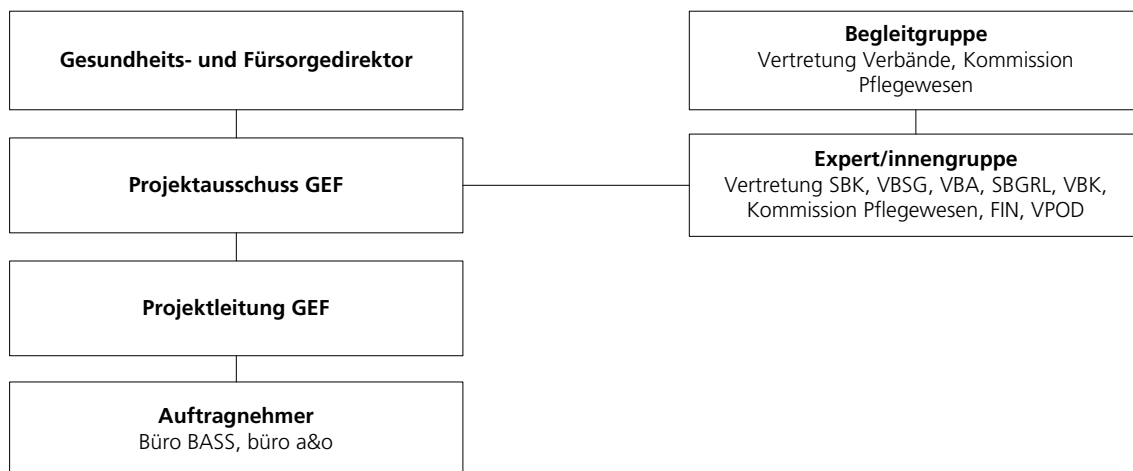 Gesundheits- und Fürsorgedirektor
Projektausschuss GEF
Projektleitung GEF
Auftragnehmer
Büro BASS, büro a&o
Begleitgruppe
Vertretung Verbände, Kommission
Pflegewesen
Expert/innengruppe
Vertretung SBK, VBSG, VBA, SBGRL, VBK,
Kommission Pflegewesen, FIN, VPOD